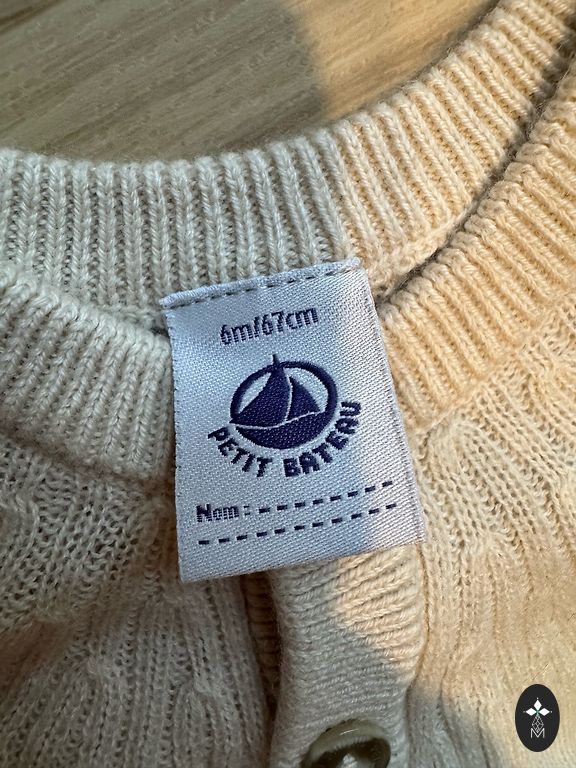 6m/67cm
PETIT BATEAU
Nom :
M